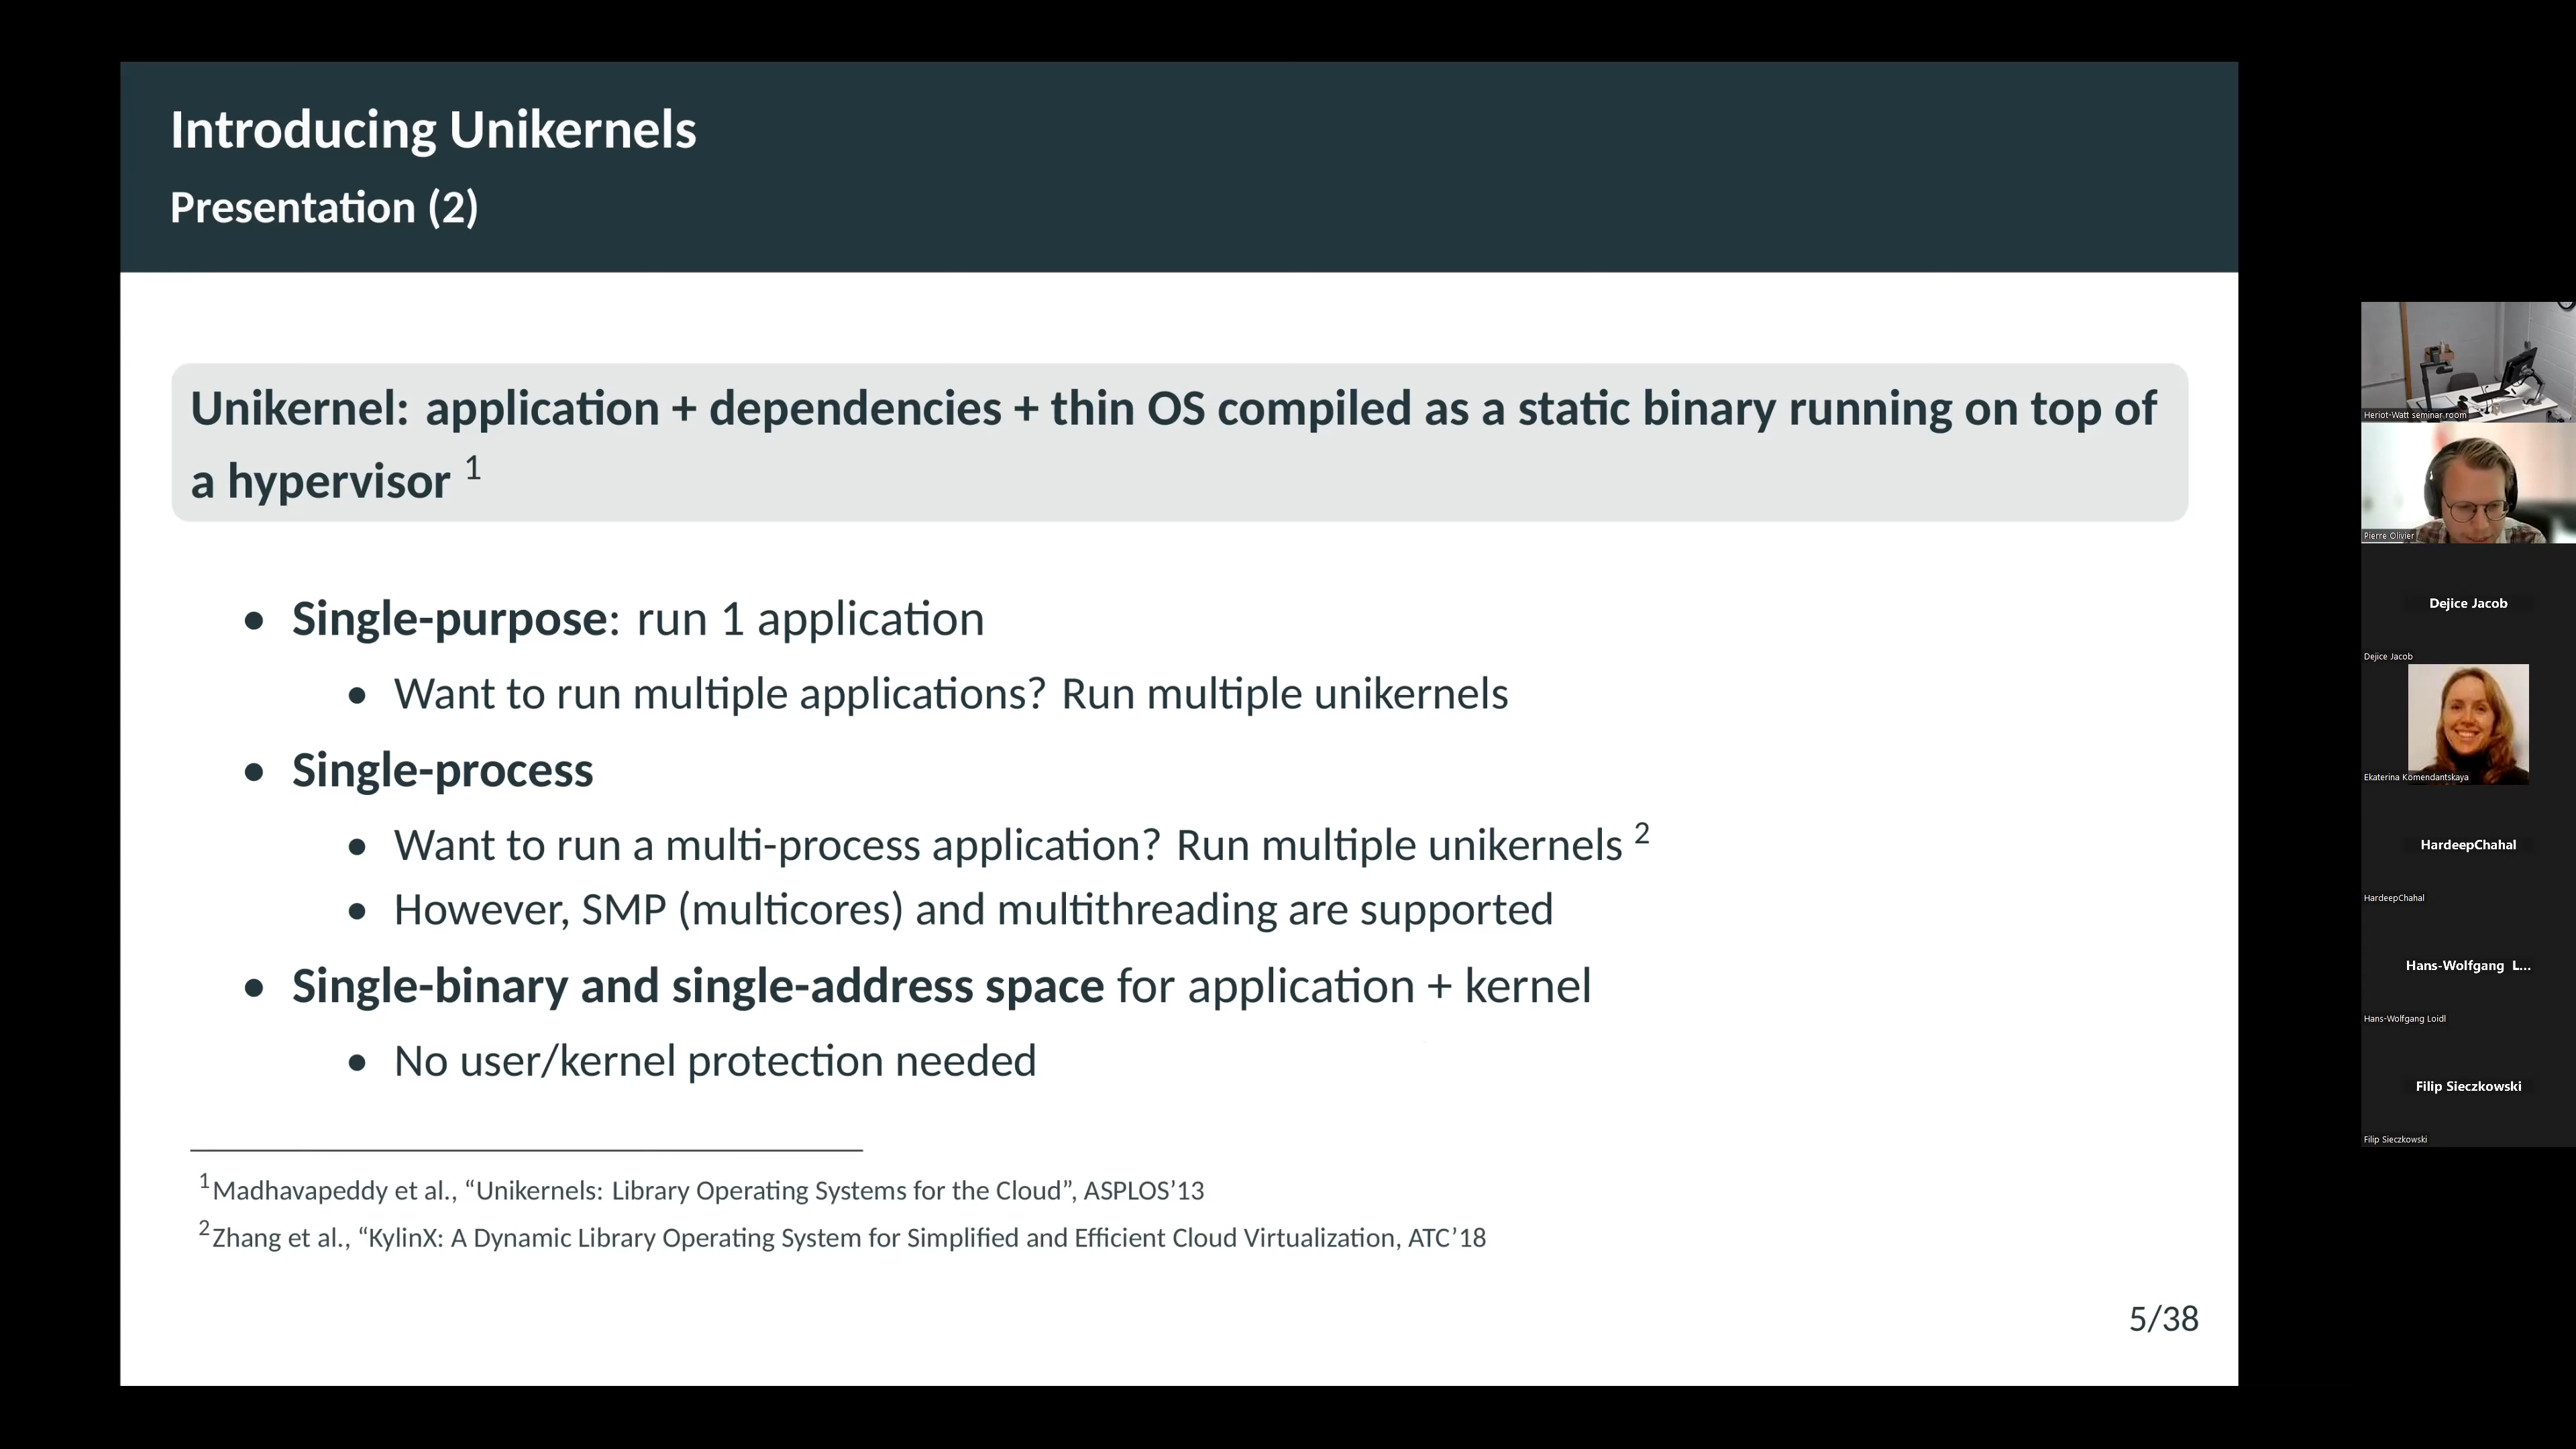 Introducing Unikernels
Presentation (2)
Unikernel: application + dependencies + thin OS compiled as a static binary running on top of
a hypervisor 1
• Single-purpose: run 1 application
• Want to run multiple applications? Run multiple unikernels
• Single-process
• Want to run a multi-process application? Run multiple unikernels 2
• However, SMP (multicores) and multithreading are supported
• Single-binary and single-address space for application + kernel
• No user/kernel protection needed
1 Madhavapeddy et al., “Unikernels: Library Operating Systems for the Cloud”, ASPLOS’13
2 Zhang et al., “KylinX: A Dynamic Library Operating System for Simplified and Efficient Cloud Virtualization, ATC’18
5/38
Heriot-Watt seminar room
Pierre Olivier
Dejice Jacob
Dejice Jacob
Ekaterina Komendantskaya
HardeepChahal
HardeepChahal
Hans-Wolfgang L...
Hans-Wolfgang Loidl
Filip Sieczkowski
Filip Sieczkowski